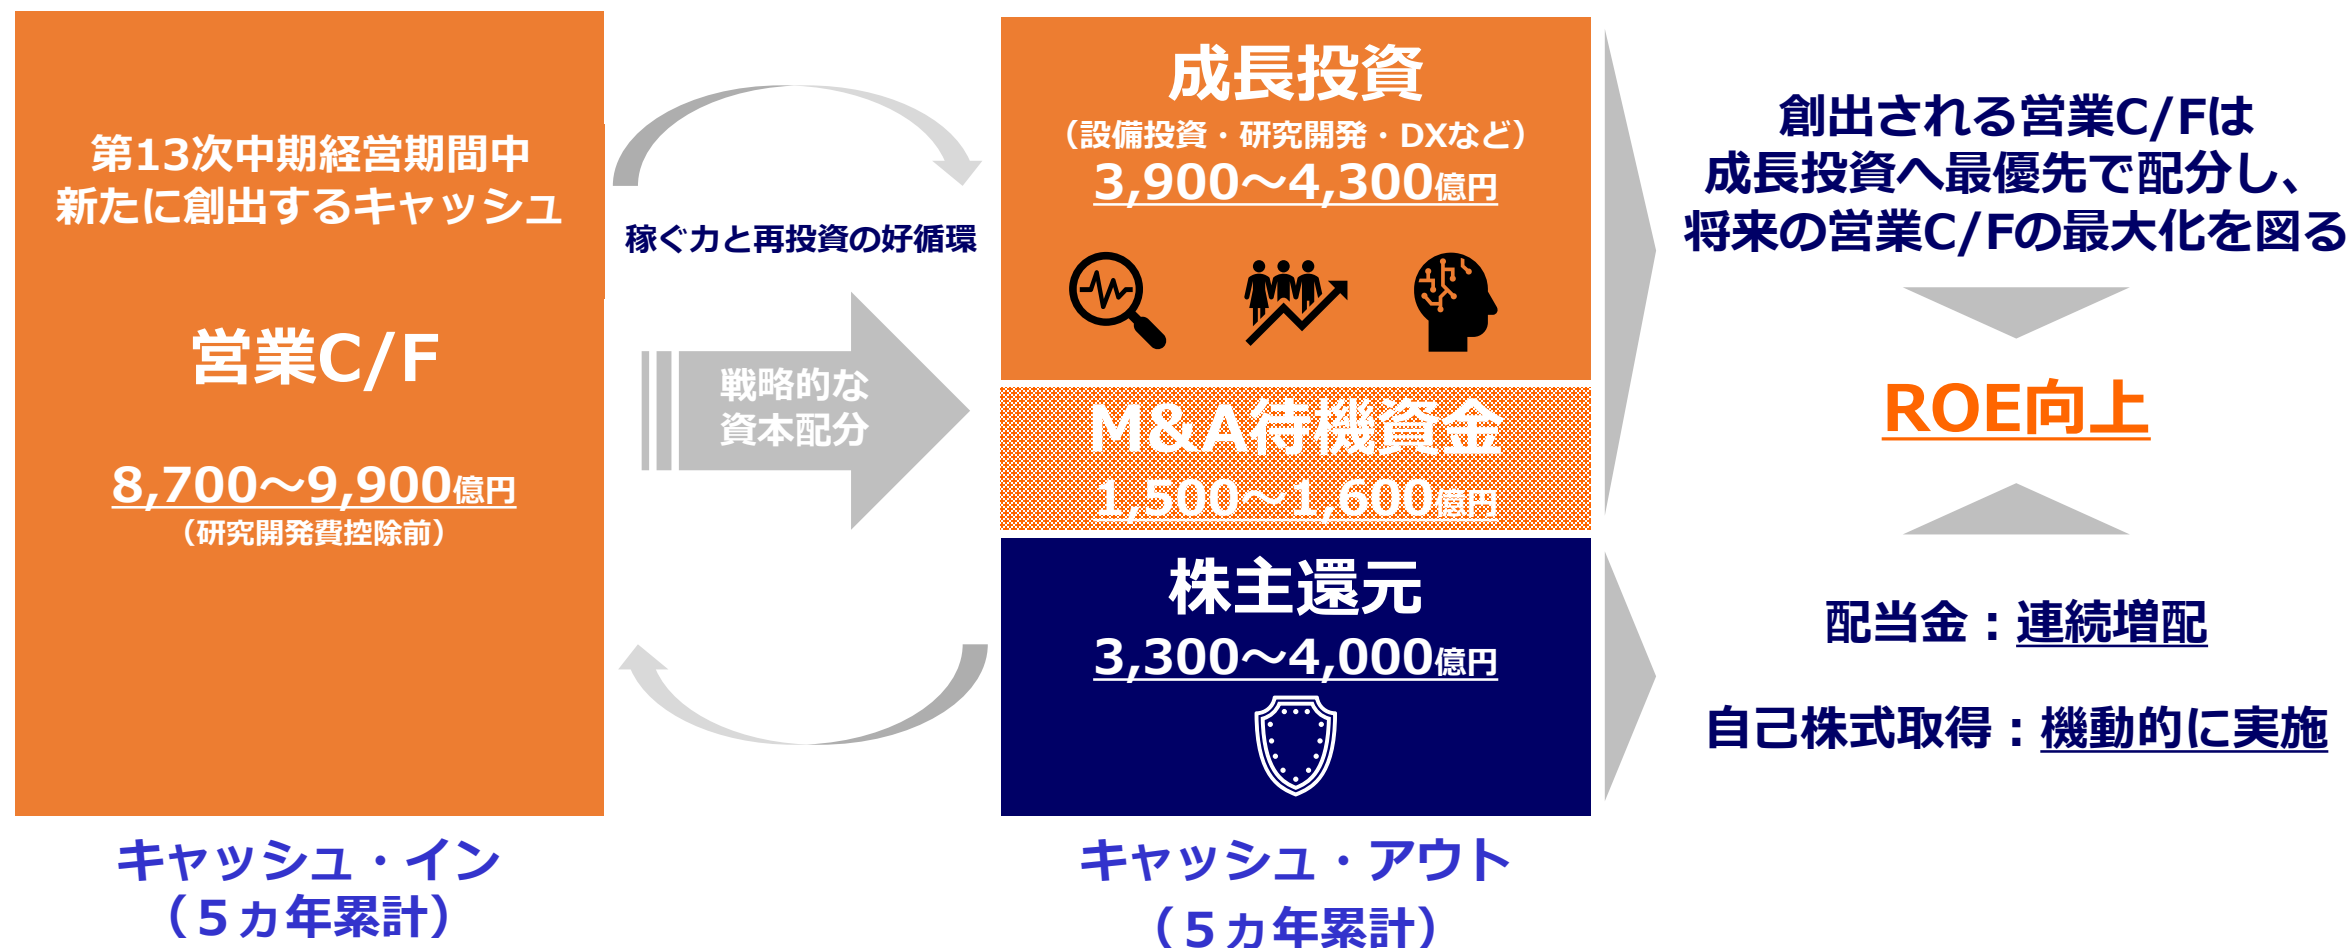 第13次中期経営期間中
新たに創出するキャッシュ
営業C/F
8,700～9,900億円
（研究開発費控除前）
キャッシュ・イン
（５ヵ年累計）
稼ぐ力と再投資の好循環
戦略的な
資本配分
成長投資
（設備投資・研究開発・DXなど）
3,900～4,300億円
M&A待機資金
1,500～1,600億円
株主還元
3,300～4,000億円
キャッシュ・アウト
（５ヵ年累計）
創出される営業C/Fは
成長投資へ最優先で配分し、
将来の営業C/Fの最大化を図る
ROE向上
配当金：連続増配
自己株式取得：機動的に実施